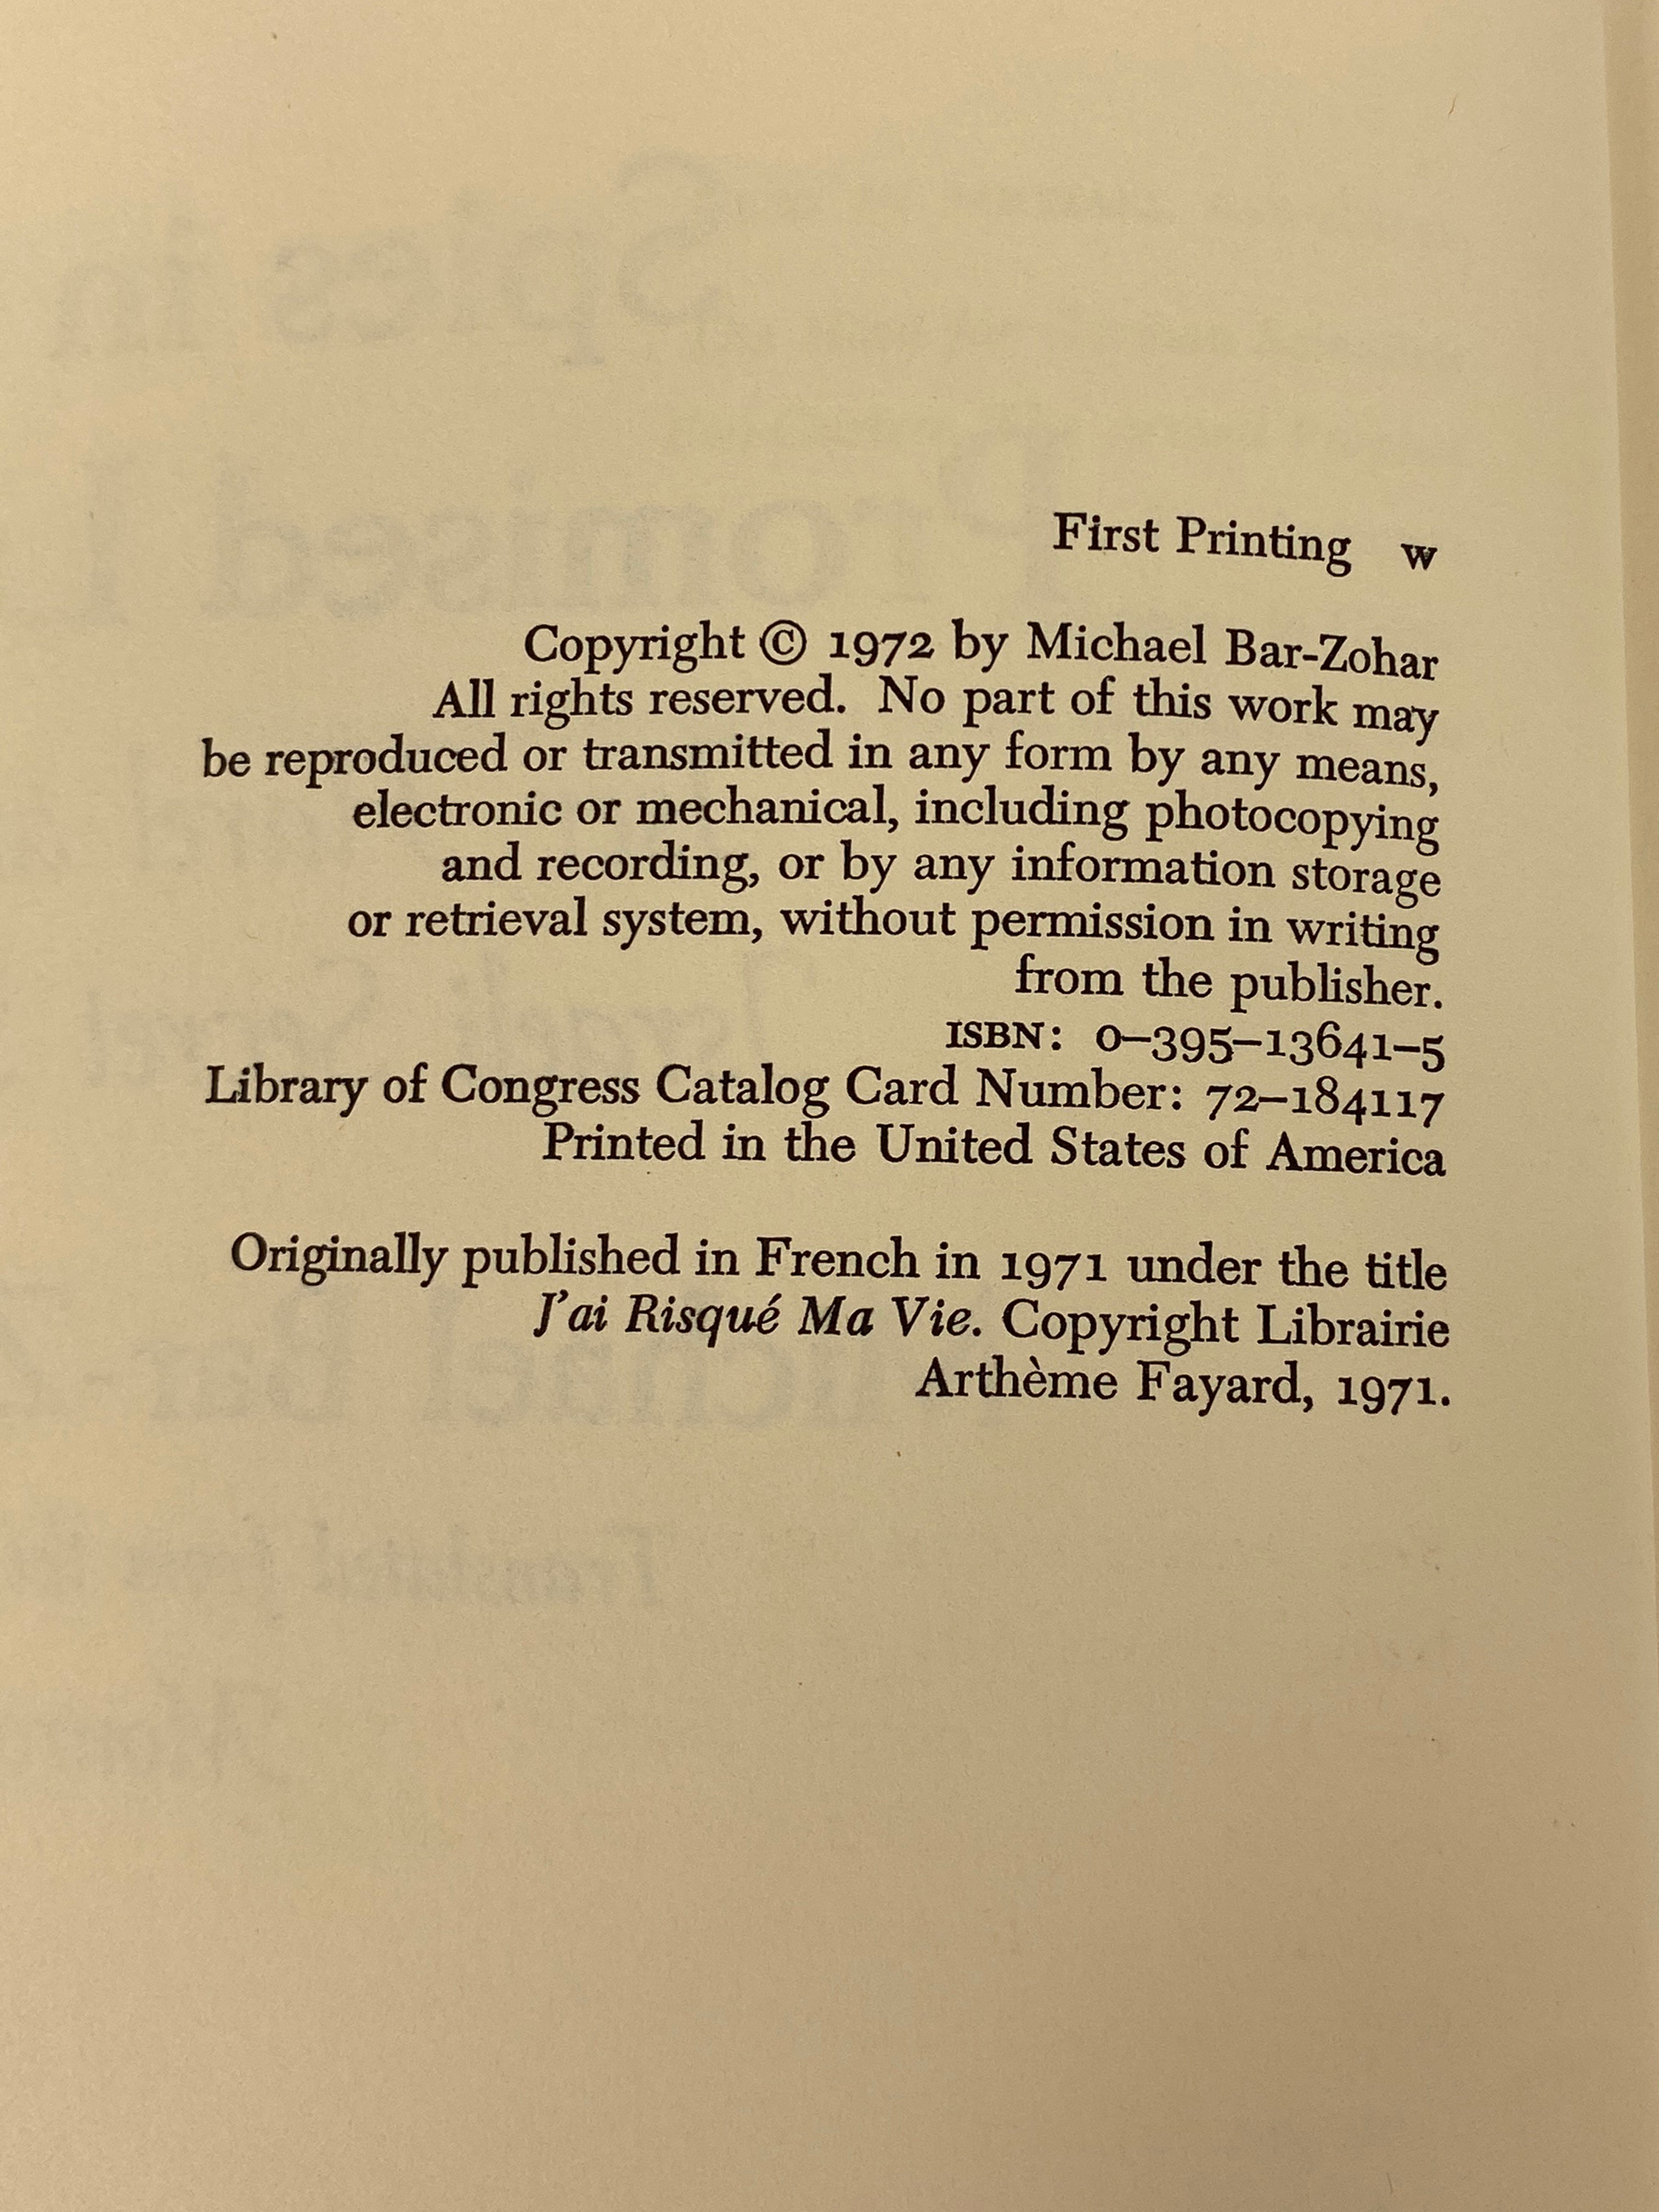 First Printing w
Copyright © 1972 by Michael Bar-Zohar
All rights reserved. No part of this work may
be reproduced or transmitted in any form by any means,
electronic or mechanical, including photocopying
and recording, or by any information storage
or retrieval system, without permission in writing
from the publisher.
ISBN: 0–395–13641–5
Library of Congress Catalog Card Number: 72–184117
Printed in the United States of America
Originally published in French in 1971 under the title
J'ai Risqué Ma Vie. Copyright Librairie
Arthème Fayard, 1971.